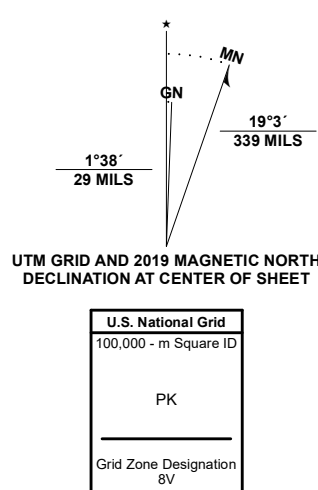 ★
MN
GN
19°3´
339 MILS
1°38´
29 MILS
UTM GRID AND 2019 MAGNETIC NORTH
DECLINATION AT CENTER OF SHEET
U.S. National Grid
100,000 - m Square ID
PK
Grid Zone Designation
8V